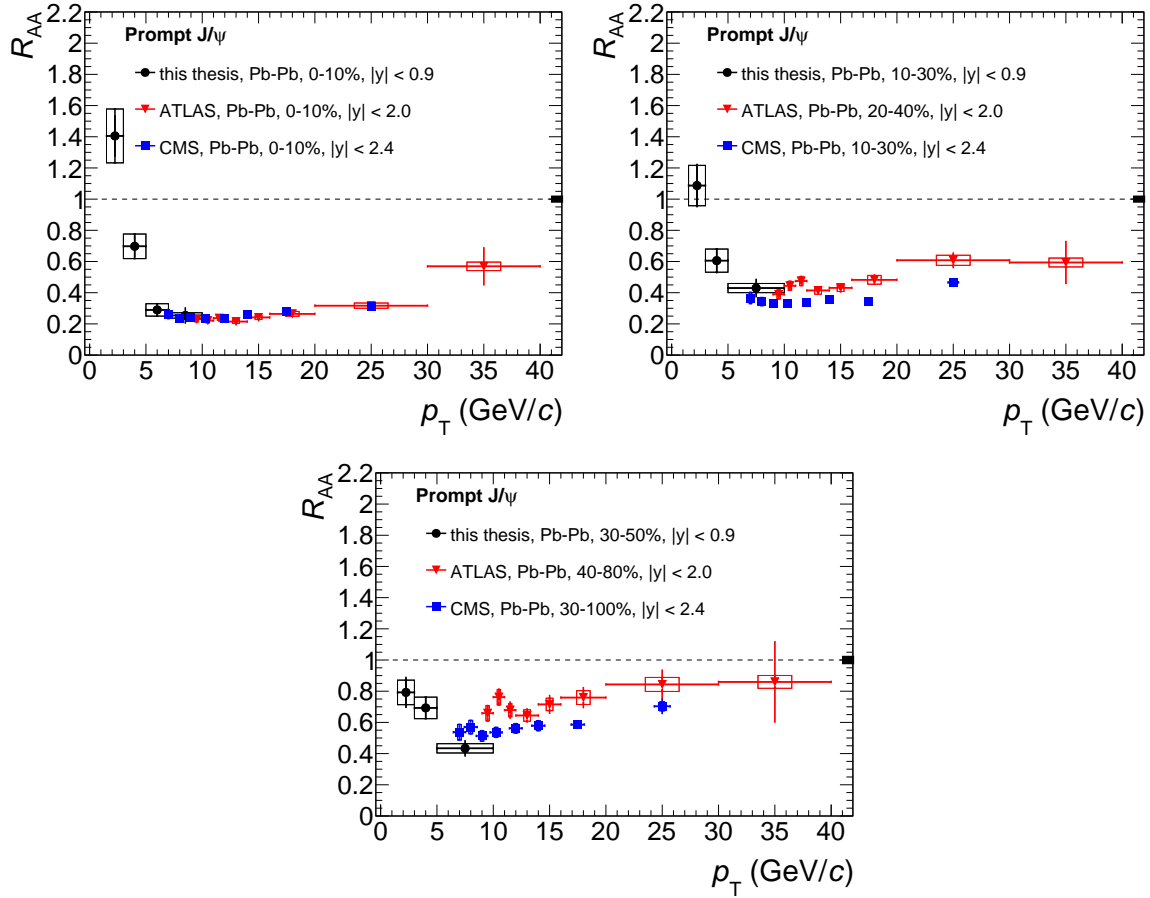 R_AA
2.2
2
1.8
1.6
1.4
1.2
1
0.8
0.6
0.4
0.2
0
Prompt J/ψ
this thesis, Pb-Pb, 0-10%, |y| < 0.9
ATLAS, Pb-Pb, 0-10%, |y| < 2.0
CMS, Pb-Pb, 0-10%, |y| < 2.4
0 5 10 15 20 25 30 35 40
p_T (GeV/c)
R_AA
2.2
2
1.8
1.6
1.4
1.2
1
0.8
0.6
0.4
0.2
0
Prompt J/ψ
this thesis, Pb-Pb, 10-30%, |y| < 0.9
ATLAS, Pb-Pb, 20-40%, |y| < 2.0
CMS, Pb-Pb, 10-30%, |y| < 2.4
0 5 10 15 20 25 30 35 40
p_T (GeV/c)
R_AA
2.2
2
1.8
1.6
1.4
1.2
1
0.8
0.6
0.4
0.2
0
Prompt J/ψ
this thesis, Pb-Pb, 30-50%, |y| < 0.9
ATLAS, Pb-Pb, 40-80%, |y| < 2.0
CMS, Pb-Pb, 30-100%, |y| < 2.4
0 5 10 15 20 25 30 35 40
p_T (GeV/c)